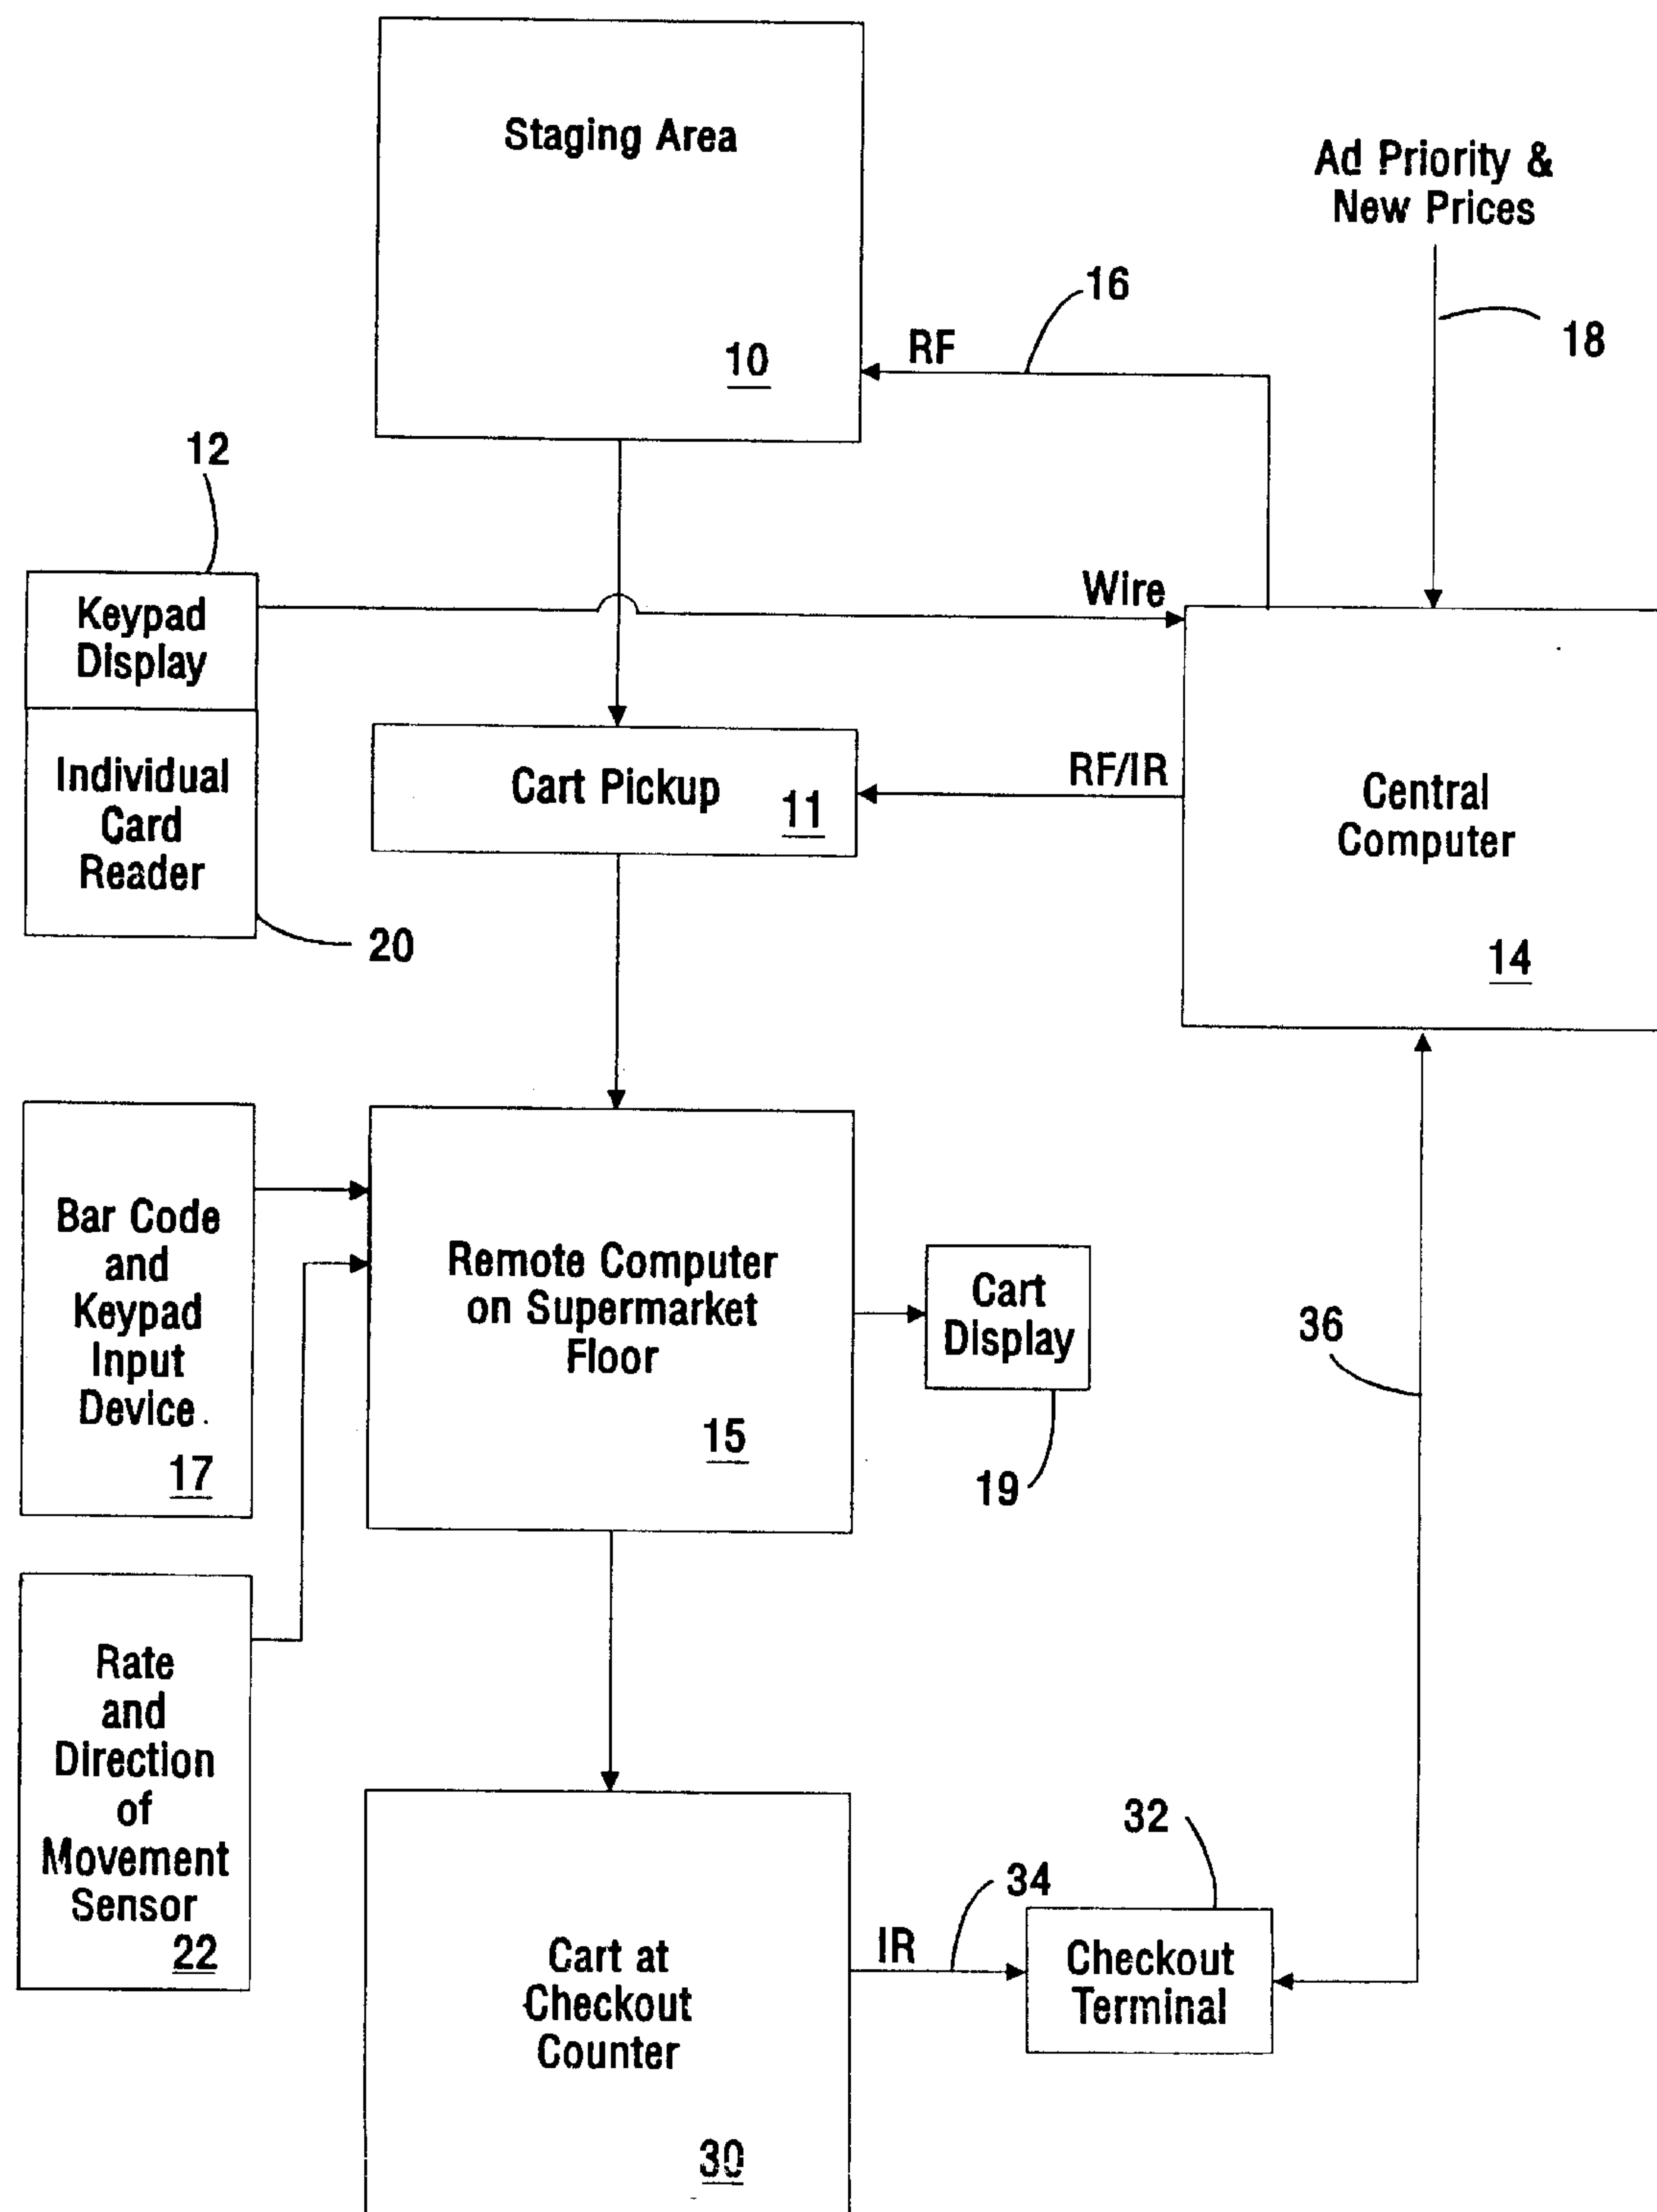 Staging Area
10
Ad Priority &
New Prices
16
18
RF
12
Keypad
Display
Wire
Individual
Card
Reader
20
Cart Pickup
11
RF/IR
Central
Computer
14
Bar Code
and
Keypad
Input
Device
17
Remote Computer
on Supermarket
Floor
15
Cart
Display
19
36
Rate
and
Direction
of
Movement
Sensor
22
Cart at
Checkout
Counter
30
IR
34
32
Checkout
Terminal